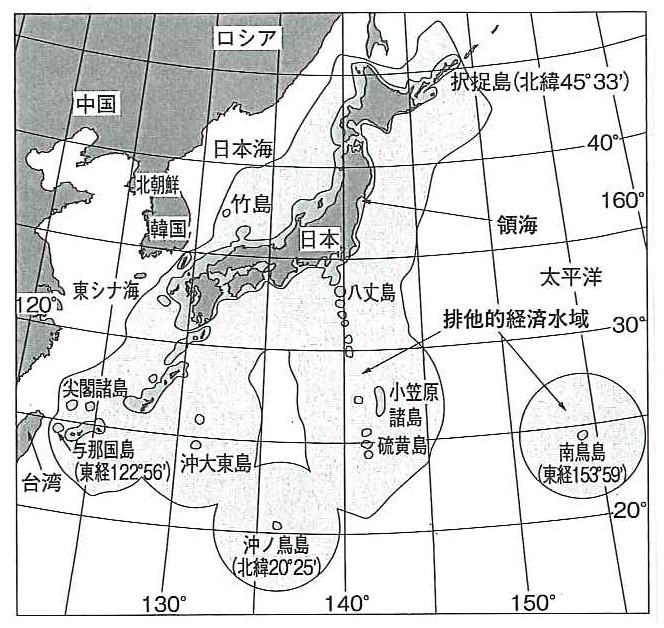 ロシア
中国
択捉島(北緯45°33′)
日本海
40°
北朝鮮
160°
竹島
領海
韓国
日本
太平洋
東シナ海
八丈島
120°
排他的経済水域
30°
尖閣諸島
小笠原
諸島
硫黄島
与那国島
(東経122°56′)
沖大東島
南鳥島
(東経153°59′)
台湾
20°
沖ノ鳥島
(北緯20°25′)
130°
140°
150°